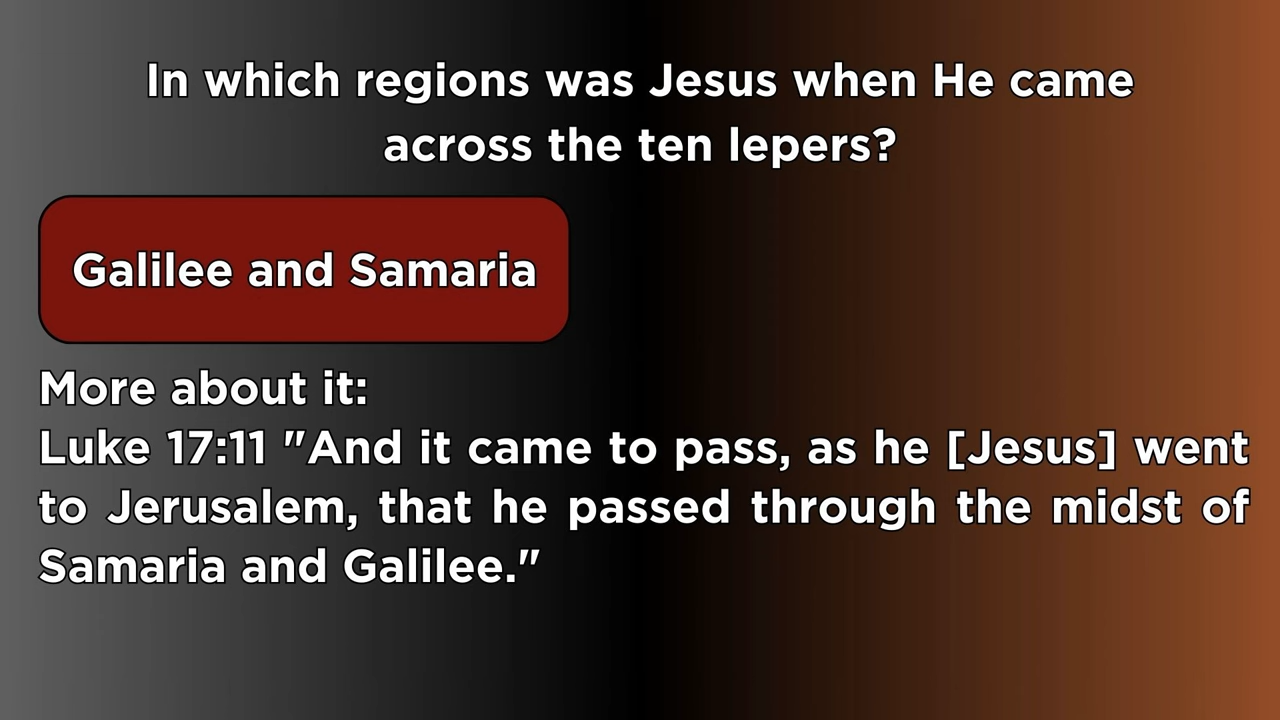 In which regions was Jesus when He came
across the ten lepers?
Galilee and Samaria
More about it:
Luke 17:11 "And it came to pass, as he [Jesus] went
to Jerusalem, that he passed through the midst of
Samaria and Galilee."